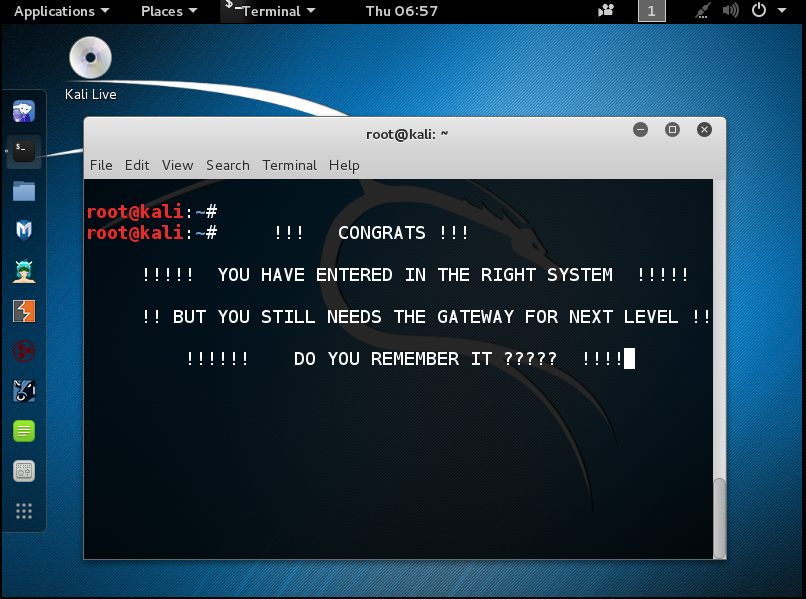 Applications Places Terminal Thu 06:57 1
Kali Live
root@kali: ~
File Edit View Search Terminal Help
root@kali:~#
root@kali:~# !!! CONGRATS !!!
!!!!! YOU HAVE ENTERED IN THE RIGHT SYSTEM !!!!!
!! BUT YOU STILL NEEDS THE GATEWAY FOR NEXT LEVEL !!
!!!!!! DO YOU REMEMBER IT ????? !!!!